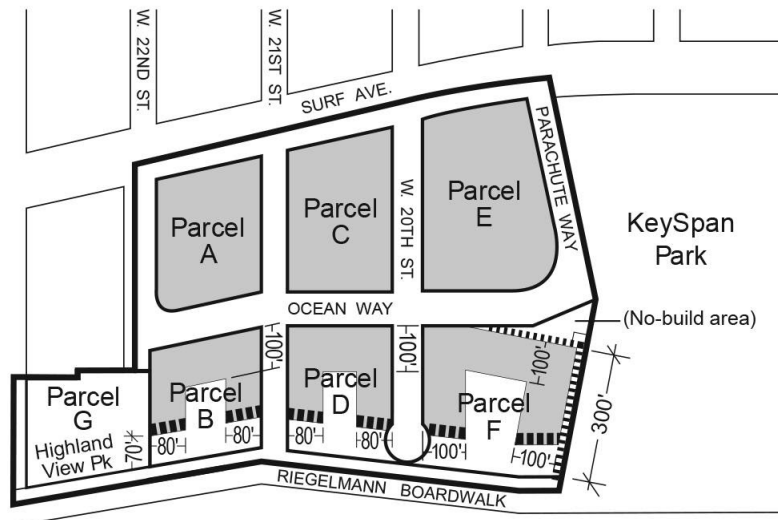 W. 22ND ST.
W. 21ST ST.
SURF AVE.
PARACHUTE WAY
W. 20TH ST.
Parcel
A
Parcel
C
Parcel
E
KeySpan
Park
OCEAN WAY
(No-build area)
100'
100'
100'
300'
Parcel
G
Highland
View Pk
Parcel
B
Parcel
D
Parcel
F
70'
80'
80'
80'
80'
100'
100'
RIEGELMANN BOARDWALK